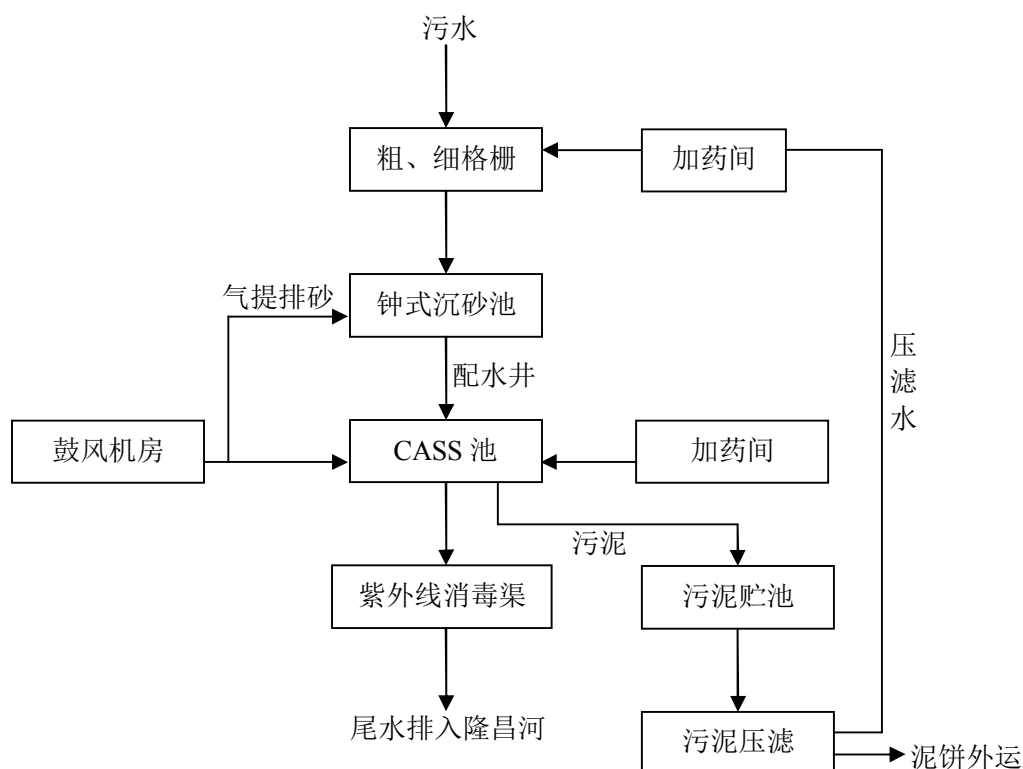 污水
粗、细格栅
加药间
气提排砂
钟式沉砂池
压滤水
配水井
鼓风机房
CASS 池
加药间
污泥
紫外线消毒渠
污泥贮池
尾水排入隆昌河
污泥压滤
泥饼外运